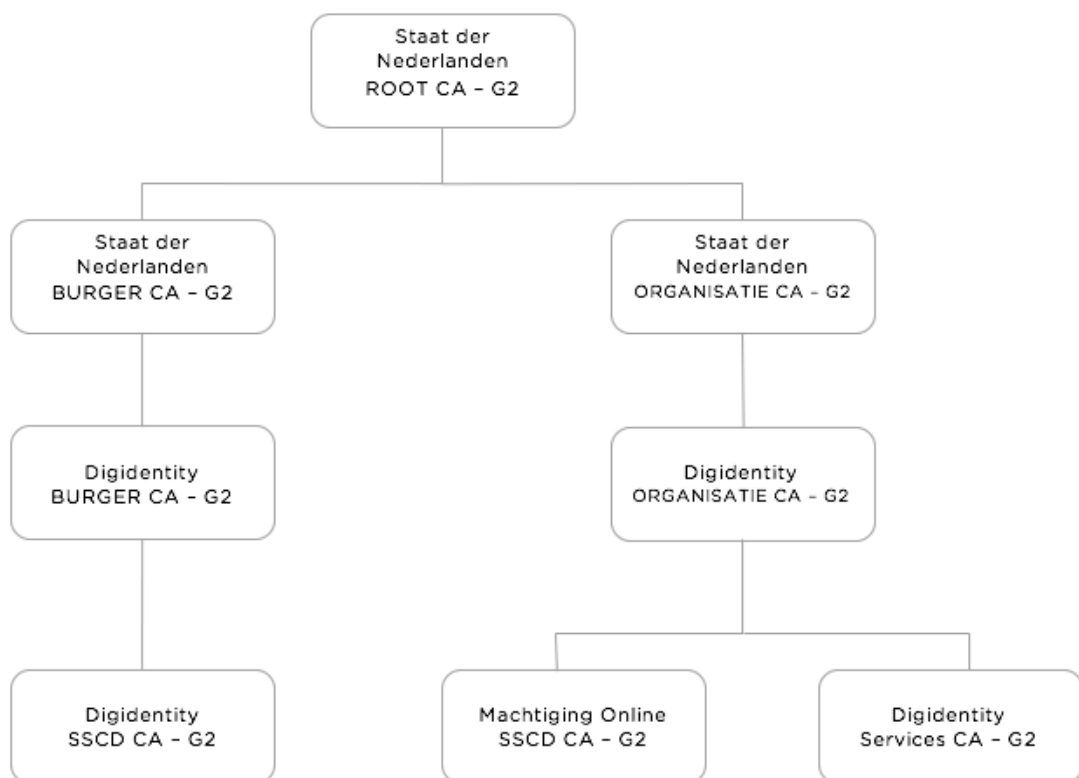 Staat der
Nederlanden
ROOT CA – G2
Staat der
Nederlanden
BURGER CA – G2
Staat der
Nederlanden
ORGANISATIE CA – G2
Digidentity
BURGER CA – G2
Digidentity
ORGANISATIE CA – G2
Digidentity
SSCD CA – G2
Machtiging Online
SSCD CA – G2
Digidentity
Services CA – G2